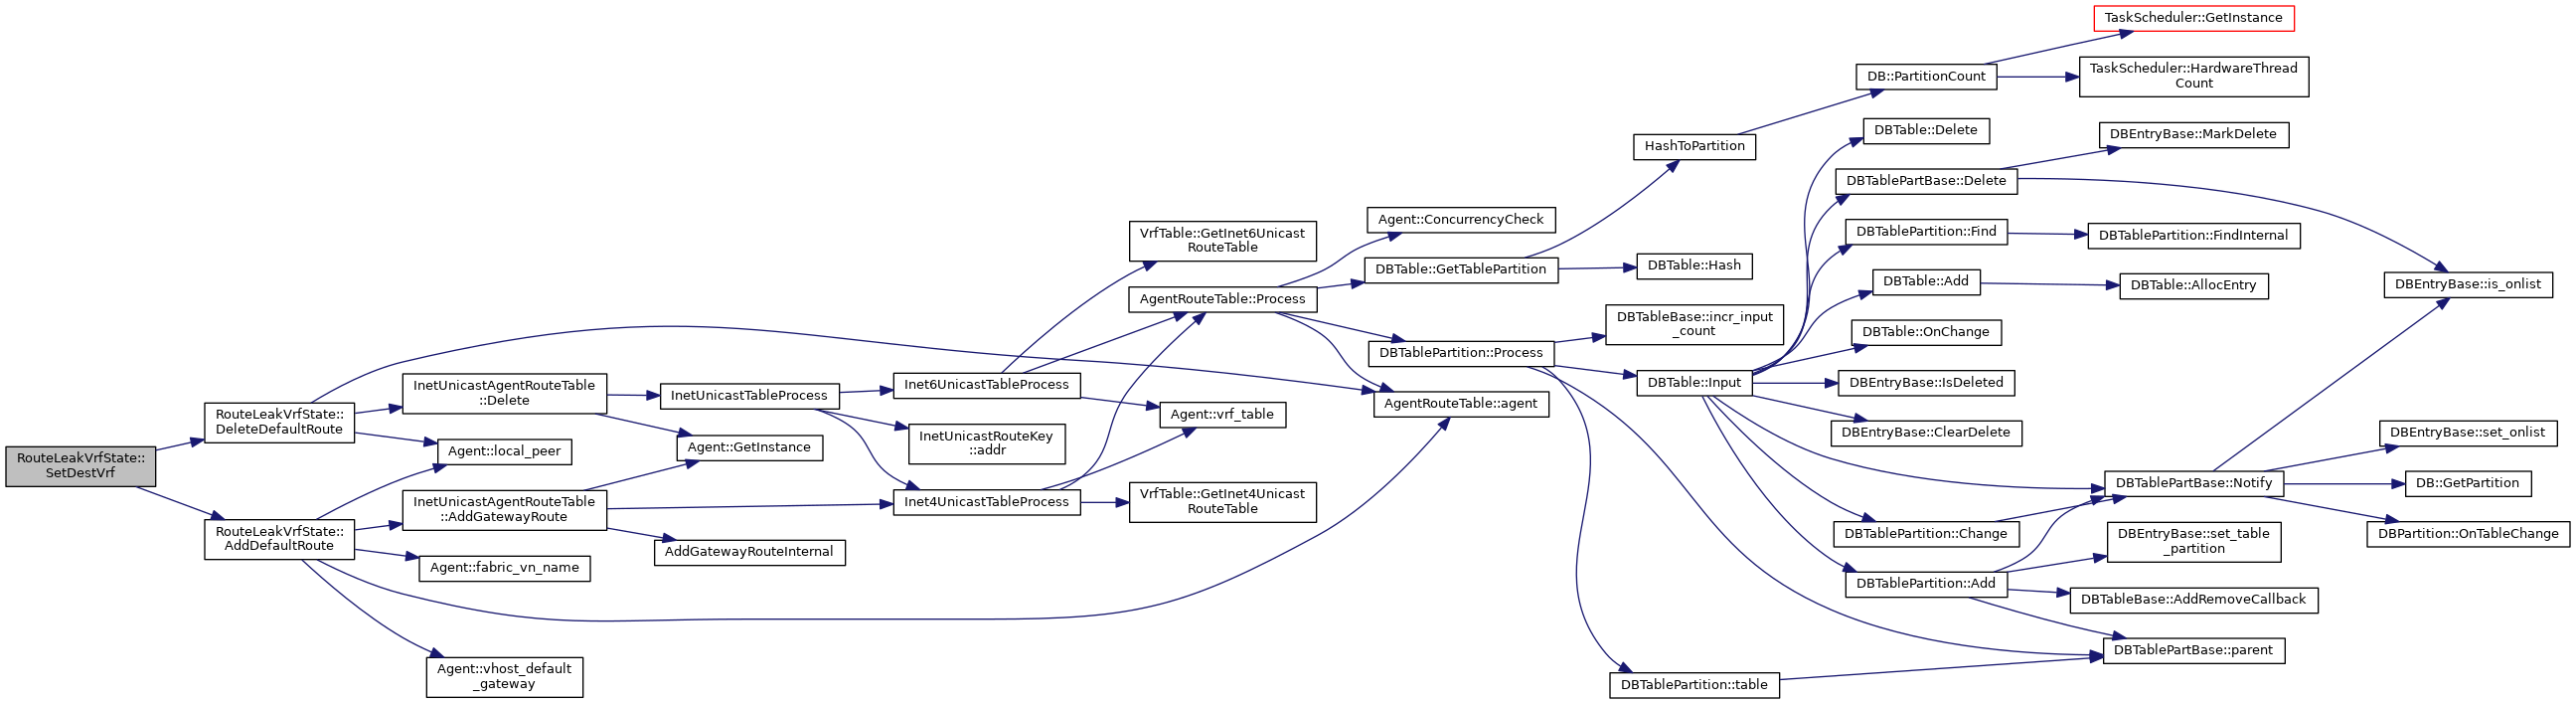 RouteLeakVrfState::
SetDestVrf
RouteLeakVrfState::
DeleteDefaultRoute
RouteLeakVrfState::
AddDefaultRoute
InetUnicastAgentRouteTable
::Delete
Agent::local_peer
InetUnicastAgentRouteTable
::AddGatewayRoute
Agent::fabric_vn_name
Agent::vhost_default
_gateway
InetUnicastTableProcess
Agent::GetInstance
AddGatewayRouteInternal
Inet6UnicastTableProcess
InetUnicastRouteKey
::addr
Inet4UnicastTableProcess
VrfTable::GetInet6Unicast
RouteTable
AgentRouteTable::Process
Agent::vrf_table
VrfTable::GetInet4Unicast
RouteTable
Agent::ConcurrencyCheck
DBTable::GetTablePartition
DBTablePartition::Process
AgentRouteTable::agent
HashToPartition
DBTable::Hash
DBTableBase::incr_input
_count
DBTable::Input
DBTablePartition::table
DB::PartitionCount
DBTable::Delete
DBTablePartBase::Delete
DBTablePartition::Find
DBTable::Add
DBTable::OnChange
DBEntryBase::IsDeleted
DBEntryBase::ClearDelete
DBTablePartition::Change
DBTablePartition::Add
TaskScheduler::GetInstance
TaskScheduler::HardwareThread
Count
DBEntryBase::MarkDelete
DBTablePartition::FindInternal
DBTable::AllocEntry
DBTablePartBase::Notify
DBEntryBase::set_table
_partition
DBTableBase::AddRemoveCallback
DBTablePartBase::parent
DBEntryBase::is_onlist
DBEntryBase::set_onlist
DB::GetPartition
DBPartition::OnTableChange